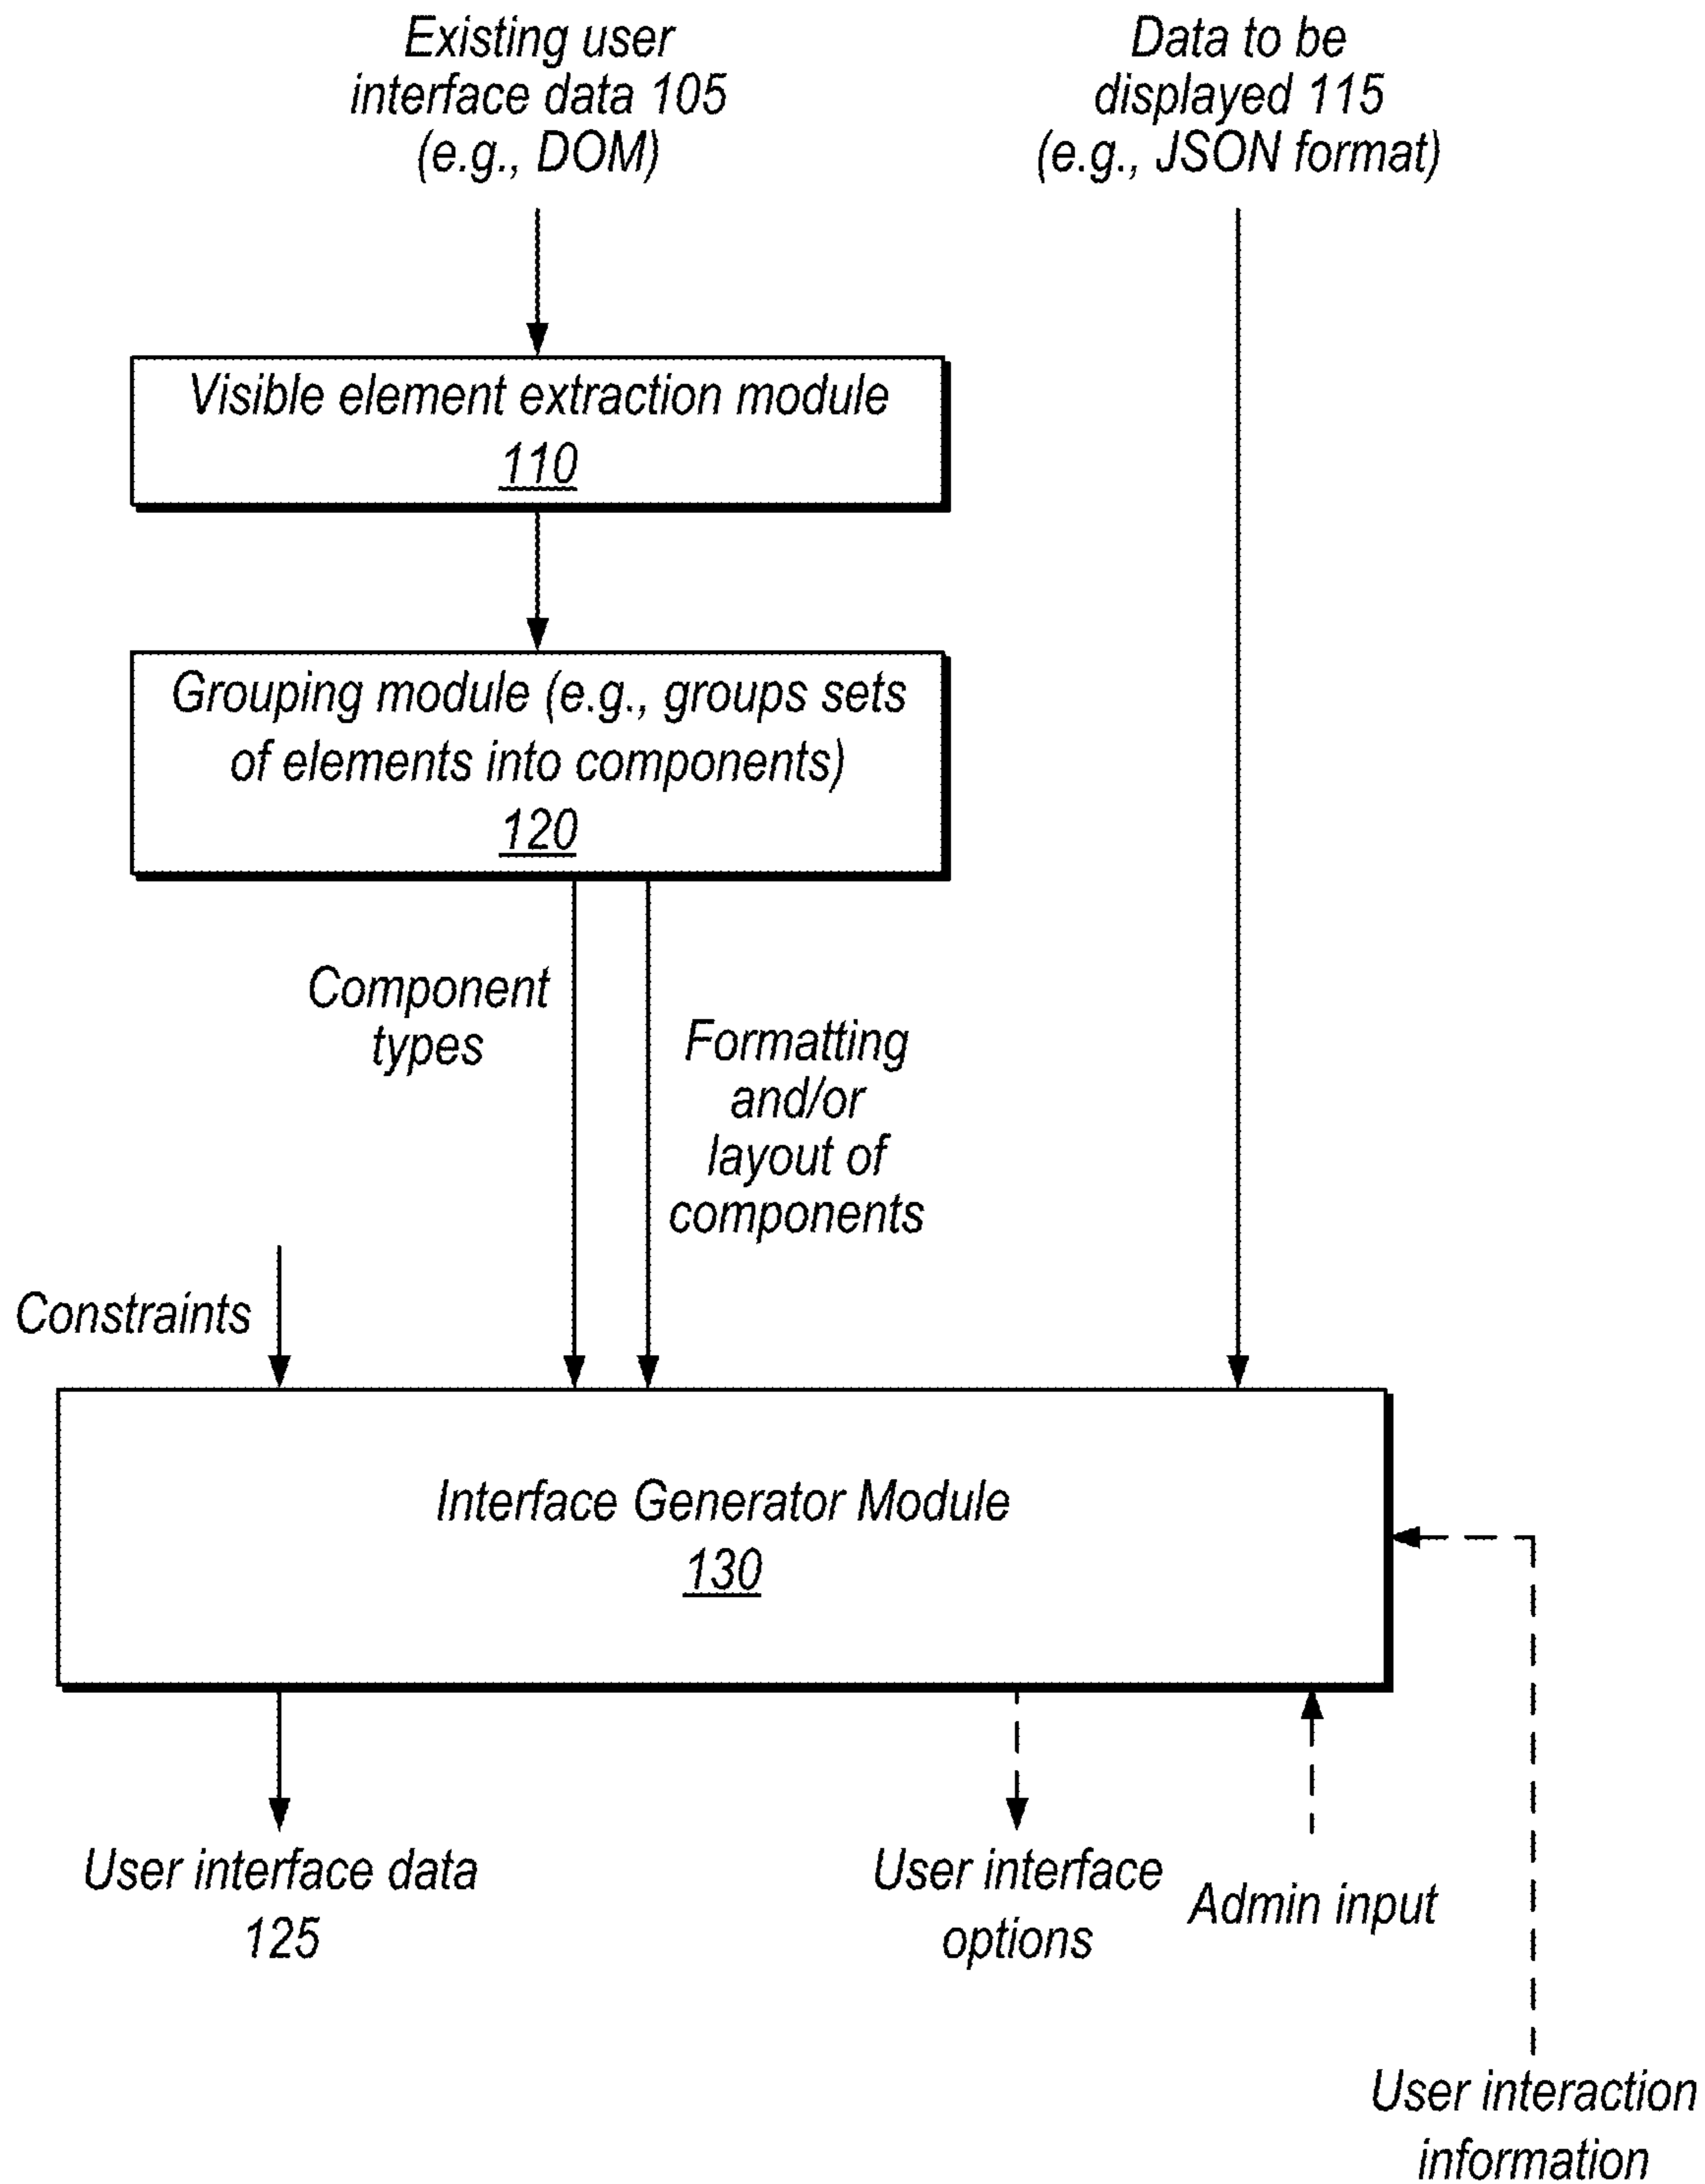 Existing user
interface data 105
(e.g., DOM)
Data to be
displayed 115
(e.g., JSON format)
Visible element extraction module
110
Grouping module (e.g., groups sets
of elements into components)
120
Component
types
Formatting
and/or
layout of
components
Constraints
Interface Generator Module
130
User interface data
125
User interface
options
Admin input
User interaction
information